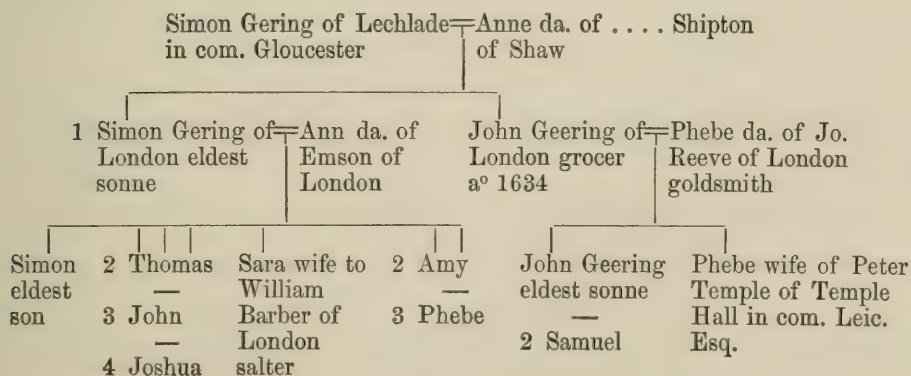 Simon Gering of Lechlade
in com. Gloucester
Anne da. of .... Shipton
of Shaw
1 Simon Gering of
London eldest
sonne
Ann da. of
Emson of
London
John Geering of
London grocer
aº 1634
Phebe da. of Jo.
Reeve of London
goldsmith
Simon
eldest
son
2 Thomas
—
3 John
—
4 Joshua
Sara wife to
William
Barber of
London
salter
2 Amy
—
3 Phebe
John Geering
eldest sonne
—
2 Samuel
Phebe wife of Peter
Temple of Temple
Hall in com. Leic.
Esq.